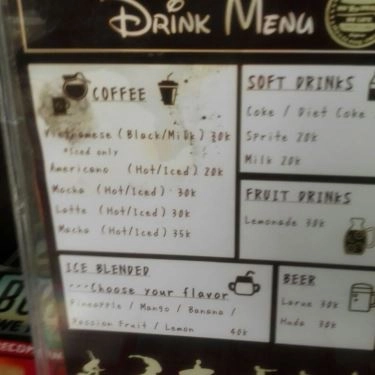 DRINK MENU
COFFEE
Vietnamese (Black/Milk) 30k
*Iced only
Americano (Hot/Iced) 20k
Mocha (Hot/Iced) 30k
Latte (Hot/Iced) 30k
Macha (Hot/Iced) 35k
SOFT DRINKS
Coke / Diet Coke
Sprite 20k
Milk 20k
FRUIT DRINKS
Lemonade 30k
ICE BLENDED
---Choose your flavor
Pineapple / Mango / Banana /
Passion Fruit / Lemon 40k
BEER
Larue 30k
Huda 30k